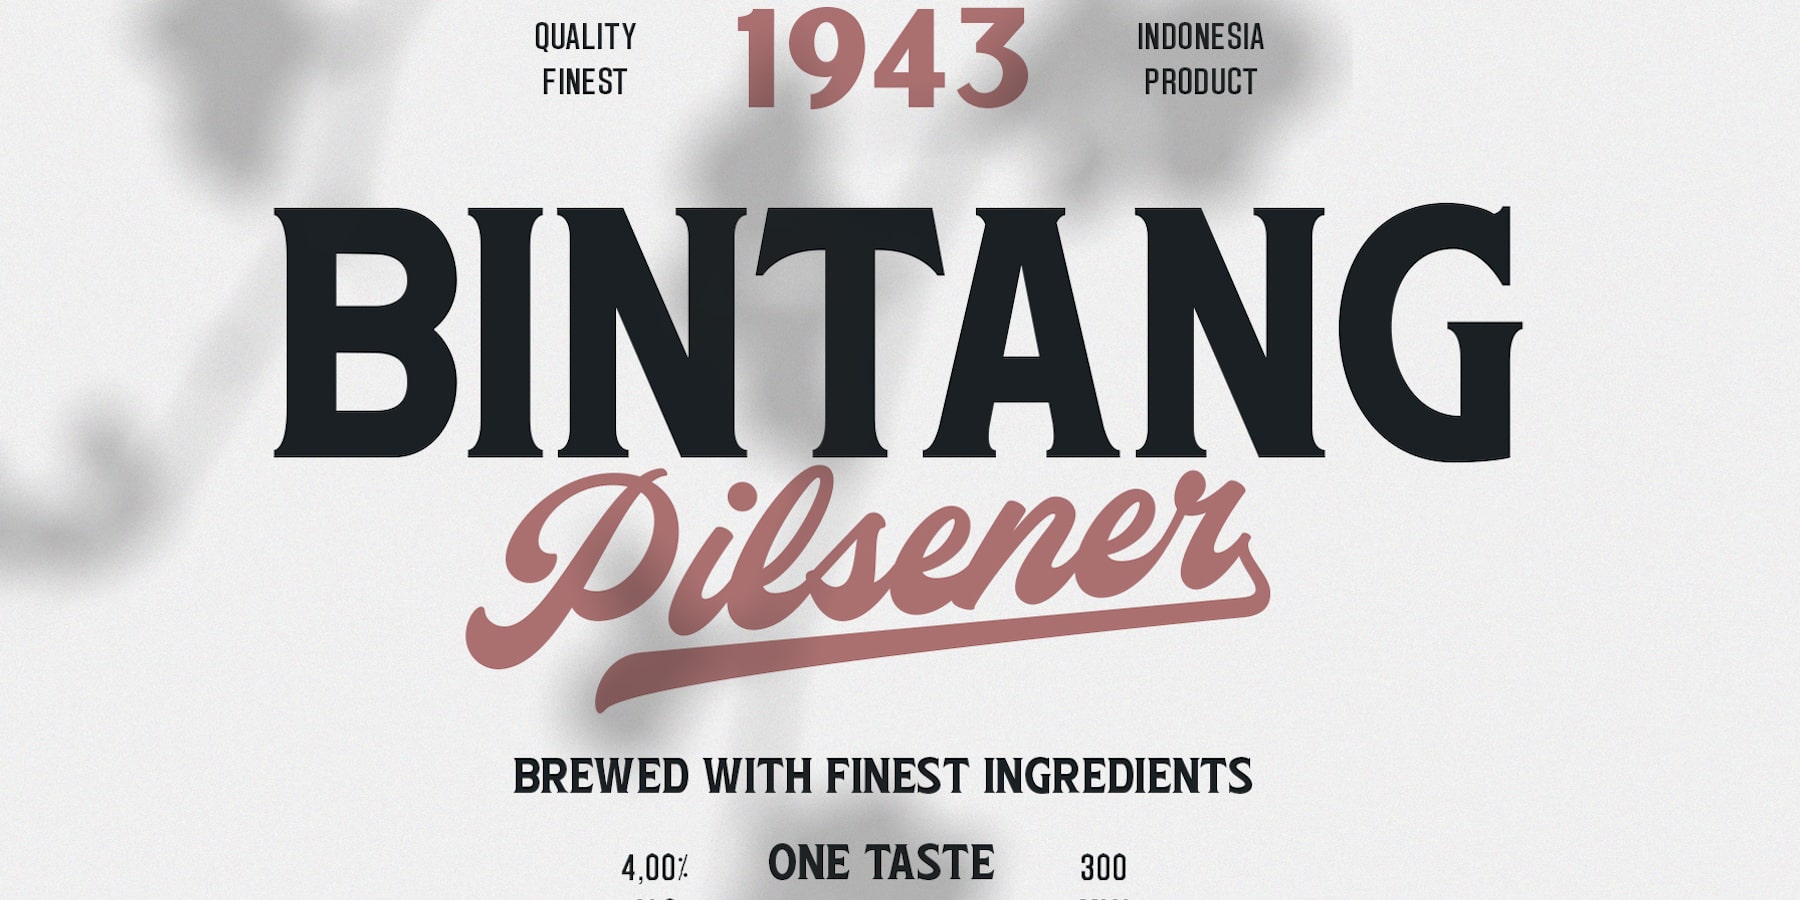 QUALITY
FINEST
1943
INDONESIA
PRODUCT
BINTANG
Pilsener
BREWED WITH FINEST INGREDIENTS
4,00%
ONE TASTE
300